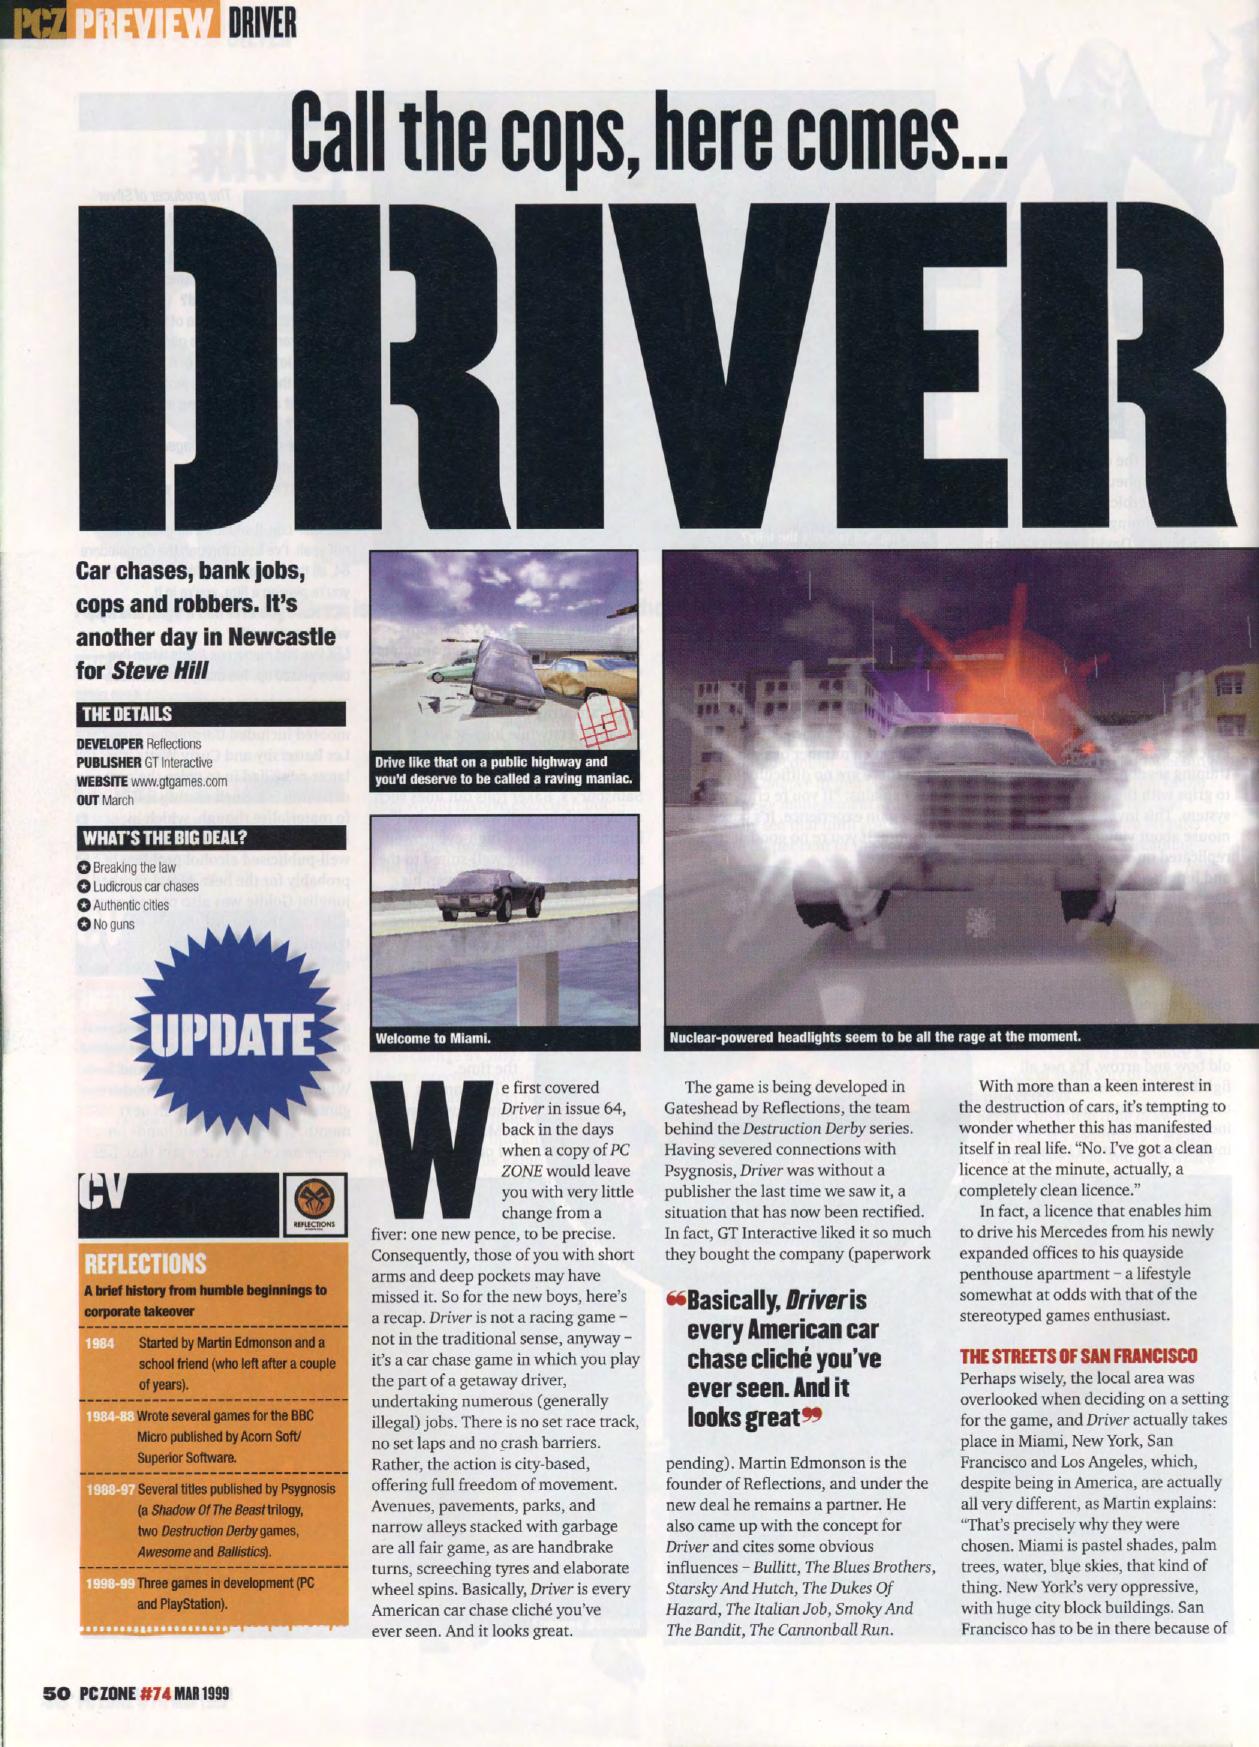 PCZ PREVIEW DRIVER
Call the cops, here comes...
DRIVER
Car chases, bank jobs,
cops and robbers. It's
another day in Newcastle
for Steve Hill
THE DETAILS
DEVELOPER Reflections
PUBLISHER GT Interactive
WEBSITE www.gtgames.com
OUT March
WHAT'S THE BIG DEAL?
Breaking the law
Ludicrous car chases
Authentic cities
No guns
UPDATE
CV
REFLECTIONS
REFLECTIONS
A brief history from humble beginnings to
corporate takeover
1984 Started by Martin Edmonson and a
school friend (who left after a couple
of years).
1984-88 Wrote several games for the BBC
Micro published by Acorn Soft/
Superior Software.
1988-97 Several titles published by Psygnosis
(a Shadow Of The Beast trilogy,
two Destruction Derby games,
Awesome and Ballistics).
1998-99 Three games in development (PC
and PlayStation).
Drive like that on a public highway and
you'd deserve to be called a raving maniac.
Welcome to Miami.
Nuclear-powered headlights seem to be all the rage at the moment.
We first covered
Driver in issue 64,
back in the days
when a copy of PC
ZONE would leave
you with very little
change from a
fiver: one new pence, to be precise.
Consequently, those of you with short
arms and deep pockets may have
missed it. So for the new boys, here's
a recap. Driver is not a racing game –
not in the traditional sense, anyway –
it's a car chase game in which you play
the part of a getaway driver,
undertaking numerous (generally
illegal) jobs. There is no set race track,
no set laps and no crash barriers.
Rather, the action is city-based,
offering full freedom of movement.
Avenues, pavements, parks, and
narrow alleys stacked with garbage
are all fair game, as are handbrake
turns, screeching tyres and elaborate
wheel spins. Basically, Driver is every
American car chase cliché you've
ever seen. And it looks great.
The game is being developed in
Gateshead by Reflections, the team
behind the Destruction Derby series.
Having severed connections with
Psygnosis, Driver was without a
publisher the last time we saw it, a
situation that has now been rectified.
In fact, GT Interactive liked it so much
they bought the company (paperwork
“Basically, Driver is
every American car
chase cliché you've
ever seen. And it
looks great”
pending). Martin Edmonson is the
founder of Reflections, and under the
new deal he remains a partner. He
also came up with the concept for
Driver and cites some obvious
influences – Bullitt, The Blues Brothers,
Starsky And Hutch, The Dukes Of
Hazard, The Italian Job, Smoky And
The Bandit, The Cannonball Run.
With more than a keen interest in
the destruction of cars, it's tempting to
wonder whether this has manifested
itself in real life. “No. I've got a clean
licence at the minute, actually, a
completely clean licence.”
In fact, a licence that enables him
to drive his Mercedes from his newly
expanded offices to his quayside
penthouse apartment – a lifestyle
somewhat at odds with that of the
stereotyped games enthusiast.
THE STREETS OF SAN FRANCISCO
Perhaps wisely, the local area was
overlooked when deciding on a setting
for the game, and Driver actually takes
place in Miami, New York, San
Francisco and Los Angeles, which,
despite being in America, are actually
all very different, as Martin explains:
“That's precisely why they were
chosen. Miami is pastel shades, palm
trees, water, blue skies, that kind of
thing. New York's very oppressive,
with huge city block buildings. San
Francisco has to be in there because of
50 PC ZONE #74 MAR 1999